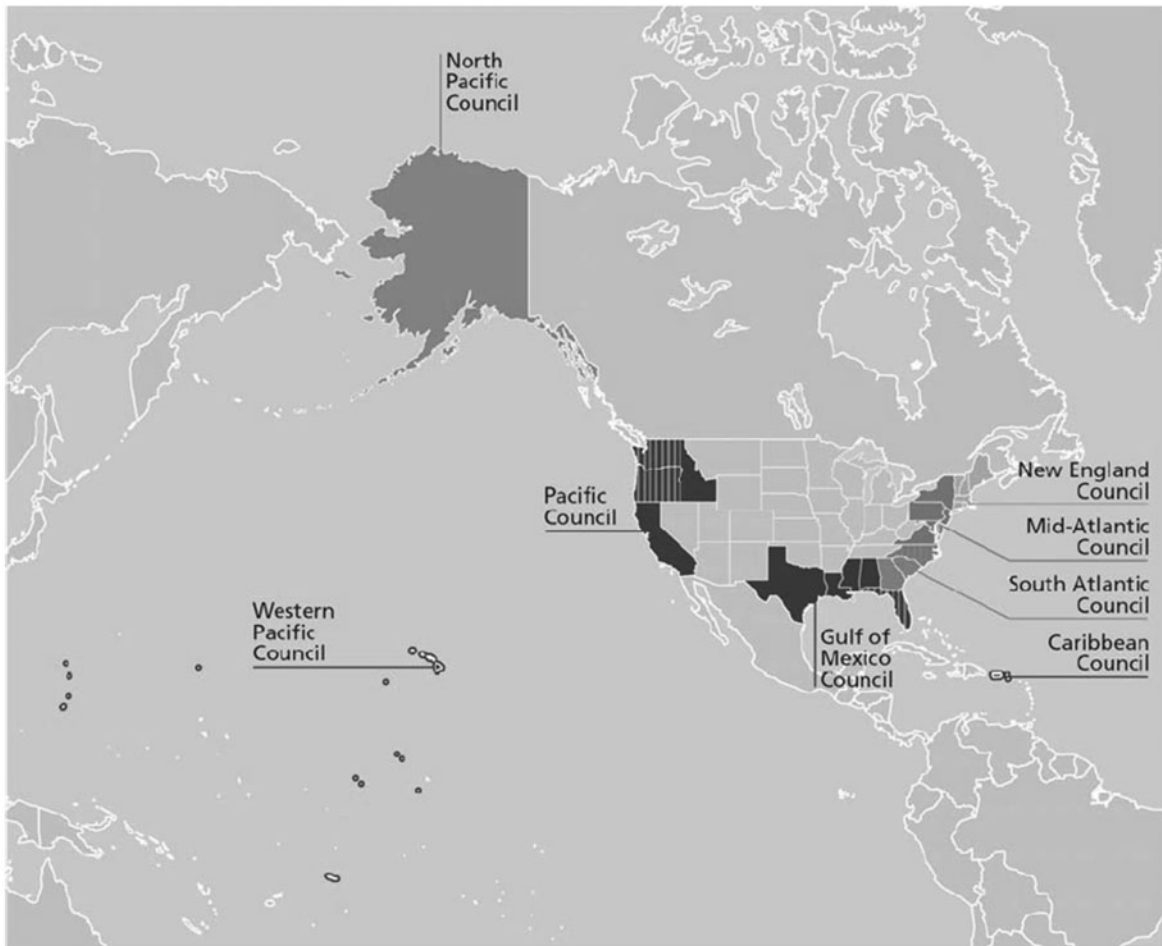 North
Pacific
Council
New England
Council
Pacific
Council
Mid-Atlantic
Council
South Atlantic
Council
Western
Pacific
Council
Gulf of
Mexico
Council
Caribbean
Council